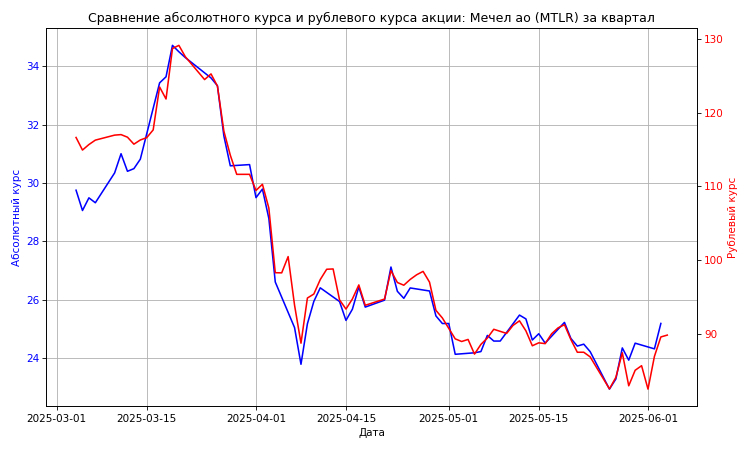 Сравнение абсолютного курса и рублевого курса акции: Мечел ао (MTLR) за квартал
Абсолютный курс
34
32
30
28
26
24
130
120
110
100
90
Рублевый курс
2025-03-01 2025-03-15 2025-04-01 2025-04-15 2025-05-01 2025-05-15 2025-06-01
Дата